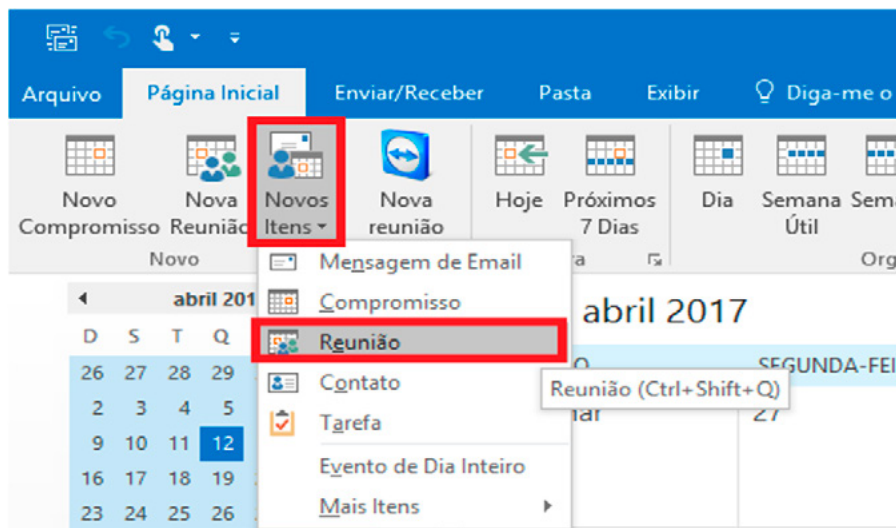 Arquivo Página Inicial Enviar/Receber Pasta Exibir Diga-me o
Novo Nova Novos Nova Hoje Próximos Dia Semana
Compromisso Reunião Itens reunião 7 Dias Útil
Novo
Mensagem de Email
Compromisso
Reunião
Contato
Tarefa
Evento de Dia Inteiro
Mais Itens
Reunião (Ctrl+Shift+Q)
abril 201
D S T Q
26 27 28 29
2 3 4 5
9 10 11 12
16 17 18 19
23 24 25 26
abril 2017
SEGUNDA-FEI
27